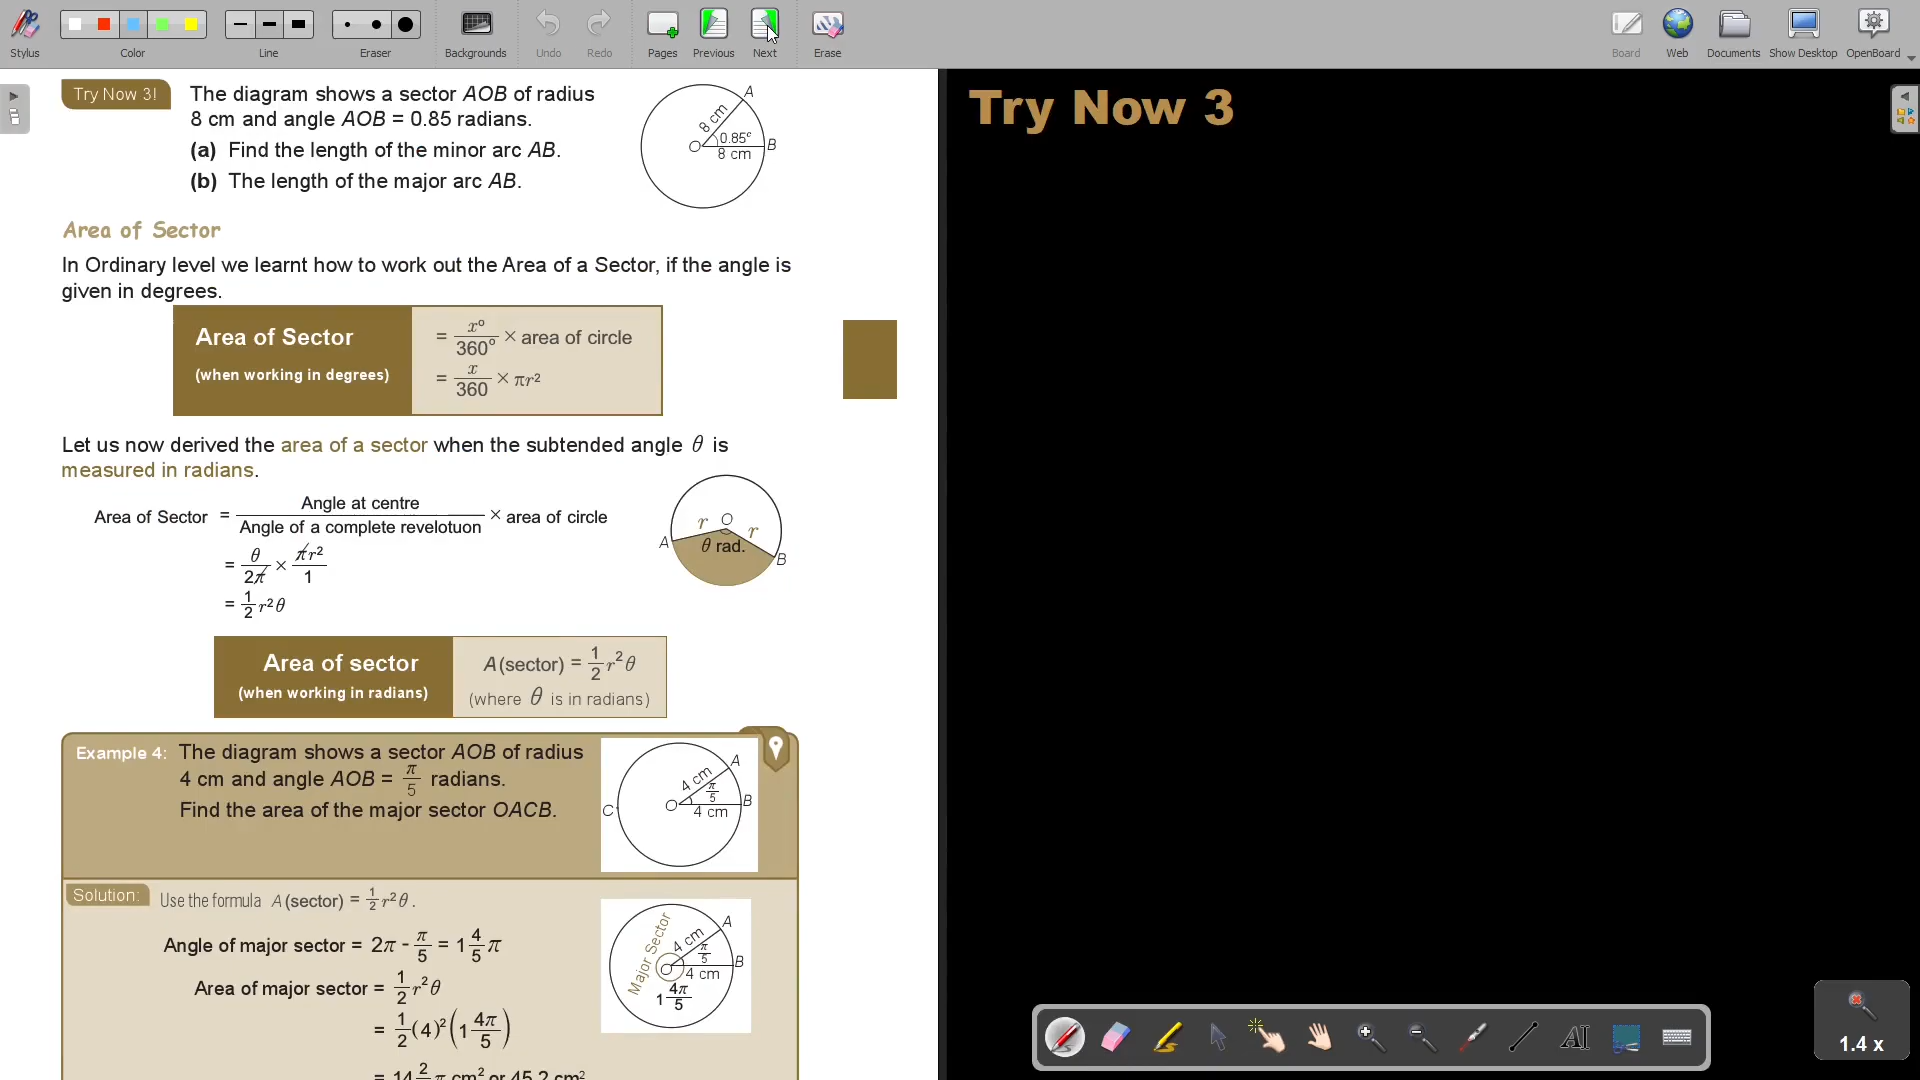 Stylus
Color
Line
Eraser
Backgrounds
Undo
Redo
Pages
Previous
Next
Erase
Board
Web
Documents
Show Desktop
OpenBoard
Try Now 3!
The diagram shows a sector AOB of radius
8 cm and angle AOB = 0.85 radians.
(a) Find the length of the minor arc AB.
(b) The length of the major arc AB.
A
8 cm
0.85ᶜ
O
B
8 cm
Area of Sector
In Ordinary level we learnt how to work out the Area of a Sector, if the angle is
given in degrees.
Area of Sector
(when working in degrees)
= x°/360° × area of circle
= x/360 × πr²
Let us now derived the area of a sector when the subtended angle θ is
measured in radians.
Area of Sector = Angle at centre / Angle of a complete revelotuon × area of circle
= θ/2π × πr²/1
= 1/2 r²θ
r
O
r
A
θ rad.
B
Area of sector
(when working in radians)
A(sector) = 1/2 r²θ
(where θ is in radians)
Example 4:
The diagram shows a sector AOB of radius
4 cm and angle AOB = π/5 radians.
Find the area of the major sector OACB.
A
4 cm
π/5
C
O
B
4 cm
Solution:
Use the formula A(sector) = 1/2 r²θ.
Angle of major sector = 2π - π/5 = 1 4/5 π
Area of major sector = 1/2 r²θ
= 1/2 (4)² (1 4π/5)
= 14 2/5 π cm² or 45.2 cm²
Major Sector
A
4 cm
π/5
O
B
4 cm
1 4π/5
Try Now 3
AI
1.4 x